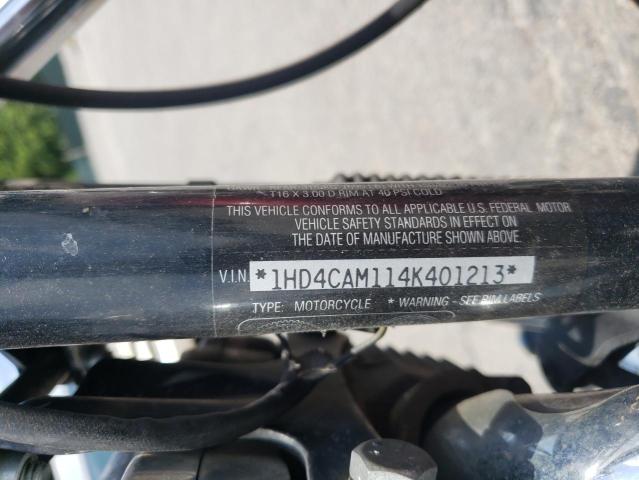 T16 X 3.00 D RIM AT 40 PSI COLD
THIS VEHICLE CONFORMS TO ALL APPLICABLE U.S. FEDERAL MOTOR
VEHICLE SAFETY STANDARDS IN EFFECT ON
THE DATE OF MANUFACTURE SHOWN ABOVE
V.I.N. *1HD4CAM114K401213*
TYPE: MOTORCYCLE * WARNING - SEE RIM LABELS